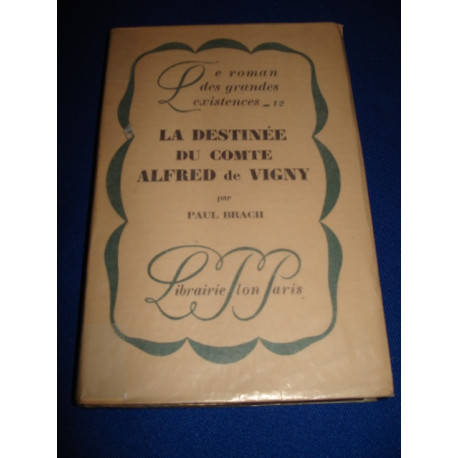 Le roman
des grandes
existences _ 12
LA DESTINÉE
DU COMTE
ALFRED de VIGNY
par
PAUL BRACH
Librairie Plon Paris